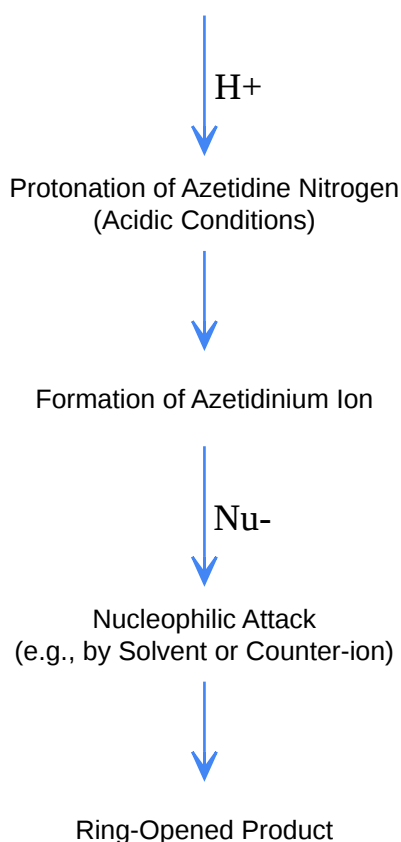 H+
Protonation of Azetidine Nitrogen
(Acidic Conditions)
Formation of Azetidinium Ion
Nu-
Nucleophilic Attack
(e.g., by Solvent or Counter-ion)
Ring-Opened Product